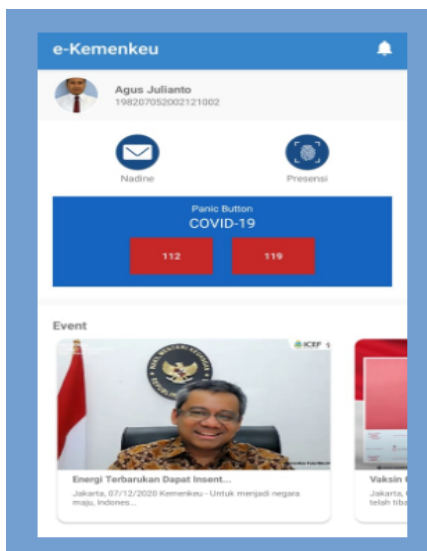 e-Kemenkeu
Agus Julianto
198207052002121002
Nadine
Presensi
Panic Button
COVID-19
112
119
Event
ICEF
Energi Terbarukan Dapat Insent...
Jakarta, 07/12/2020 Kemenkeu - Untuk menjadi negara
maju, Indones...
Vaksin
Jakarta,
telah tiba